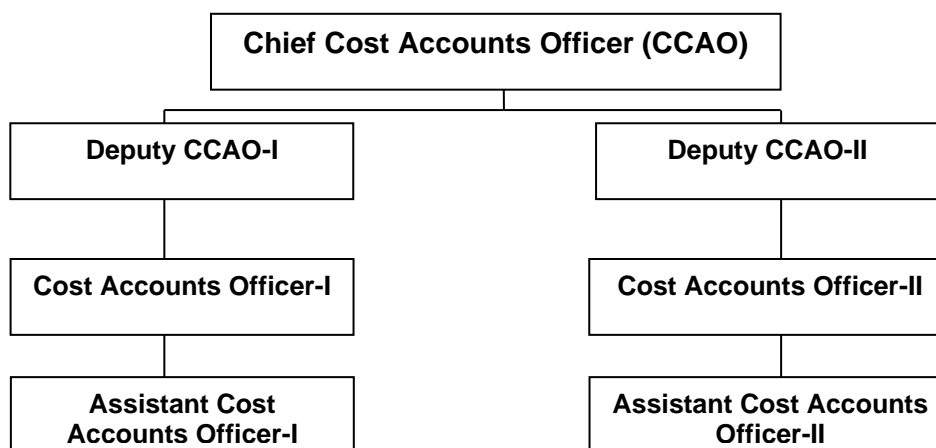 Chief Cost Accounts Officer (CCAO)
Deputy CCAO-I
Deputy CCAO-II
Cost Accounts Officer-I
Cost Accounts Officer-II
Assistant Cost
Accounts Officer-I
Assistant Cost Accounts
Officer-II